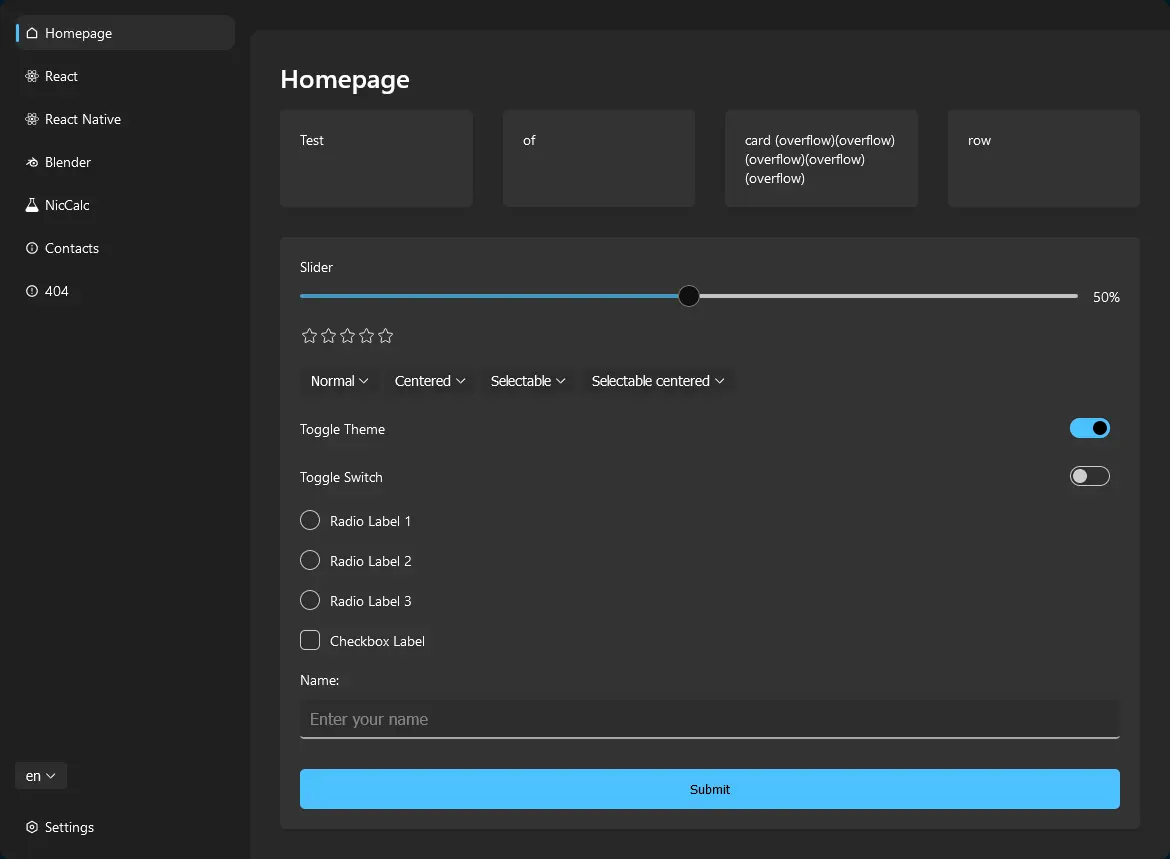 Homepage
React
React Native
Blender
NicCalc
Contacts
404
en
Settings
Homepage
Test
of
card (overflow)(overflow)
(overflow)(overflow)
(overflow)
row
Slider
50%
Normal
Centered
Selectable
Selectable centered
Toggle Theme
Toggle Switch
Radio Label 1
Radio Label 2
Radio Label 3
Checkbox Label
Name:
Enter your name
Submit